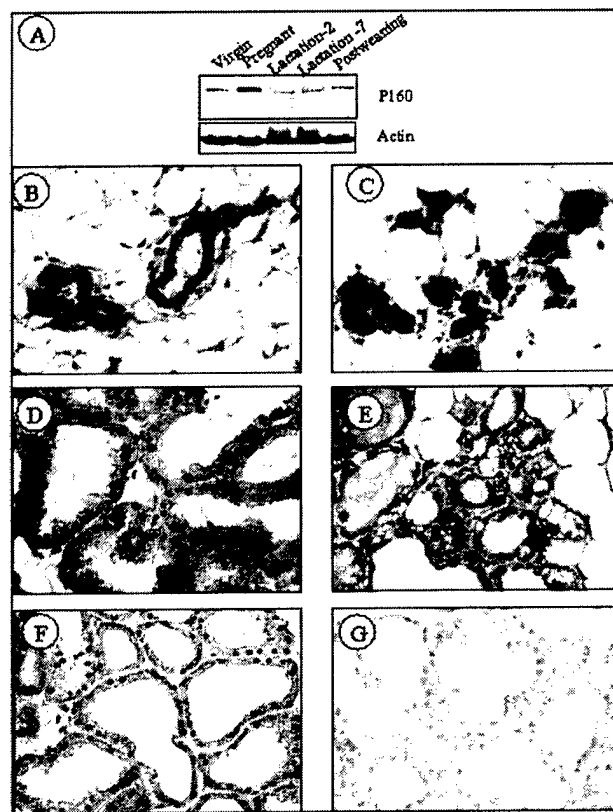 A
Virgin Pregnant Lactation-2 Lactation-7 Postweaning
P160
Actin
B
C
D
E
F
G